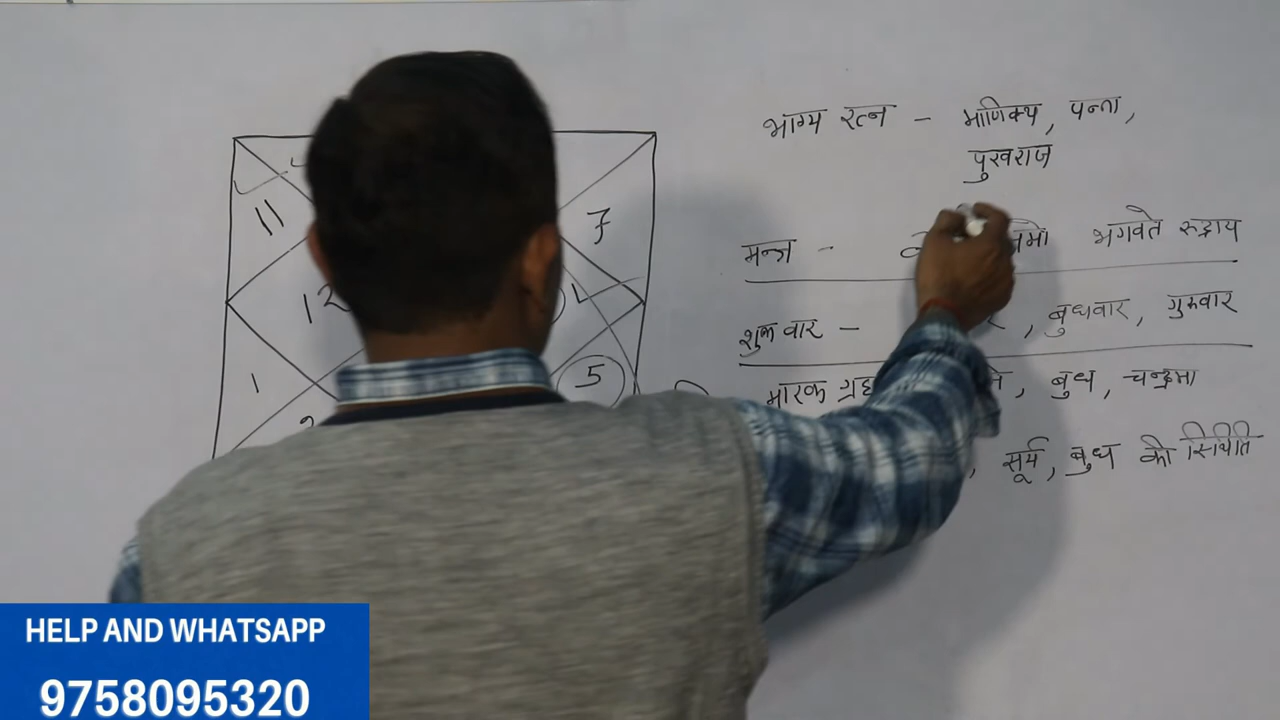 भाग्य रत्न - माणिक्य, पन्ना,
पुखराज
मन्त्र - नमो भगवते रुद्राय
शुक्रवार - , बुधवार, गुरुवार
मारक ग्रह , बुध, चन्द्रमा
, सूर्य, बुध की स्थिति
11
7
12
1
5
HELP AND WHATSAPP
9758095320